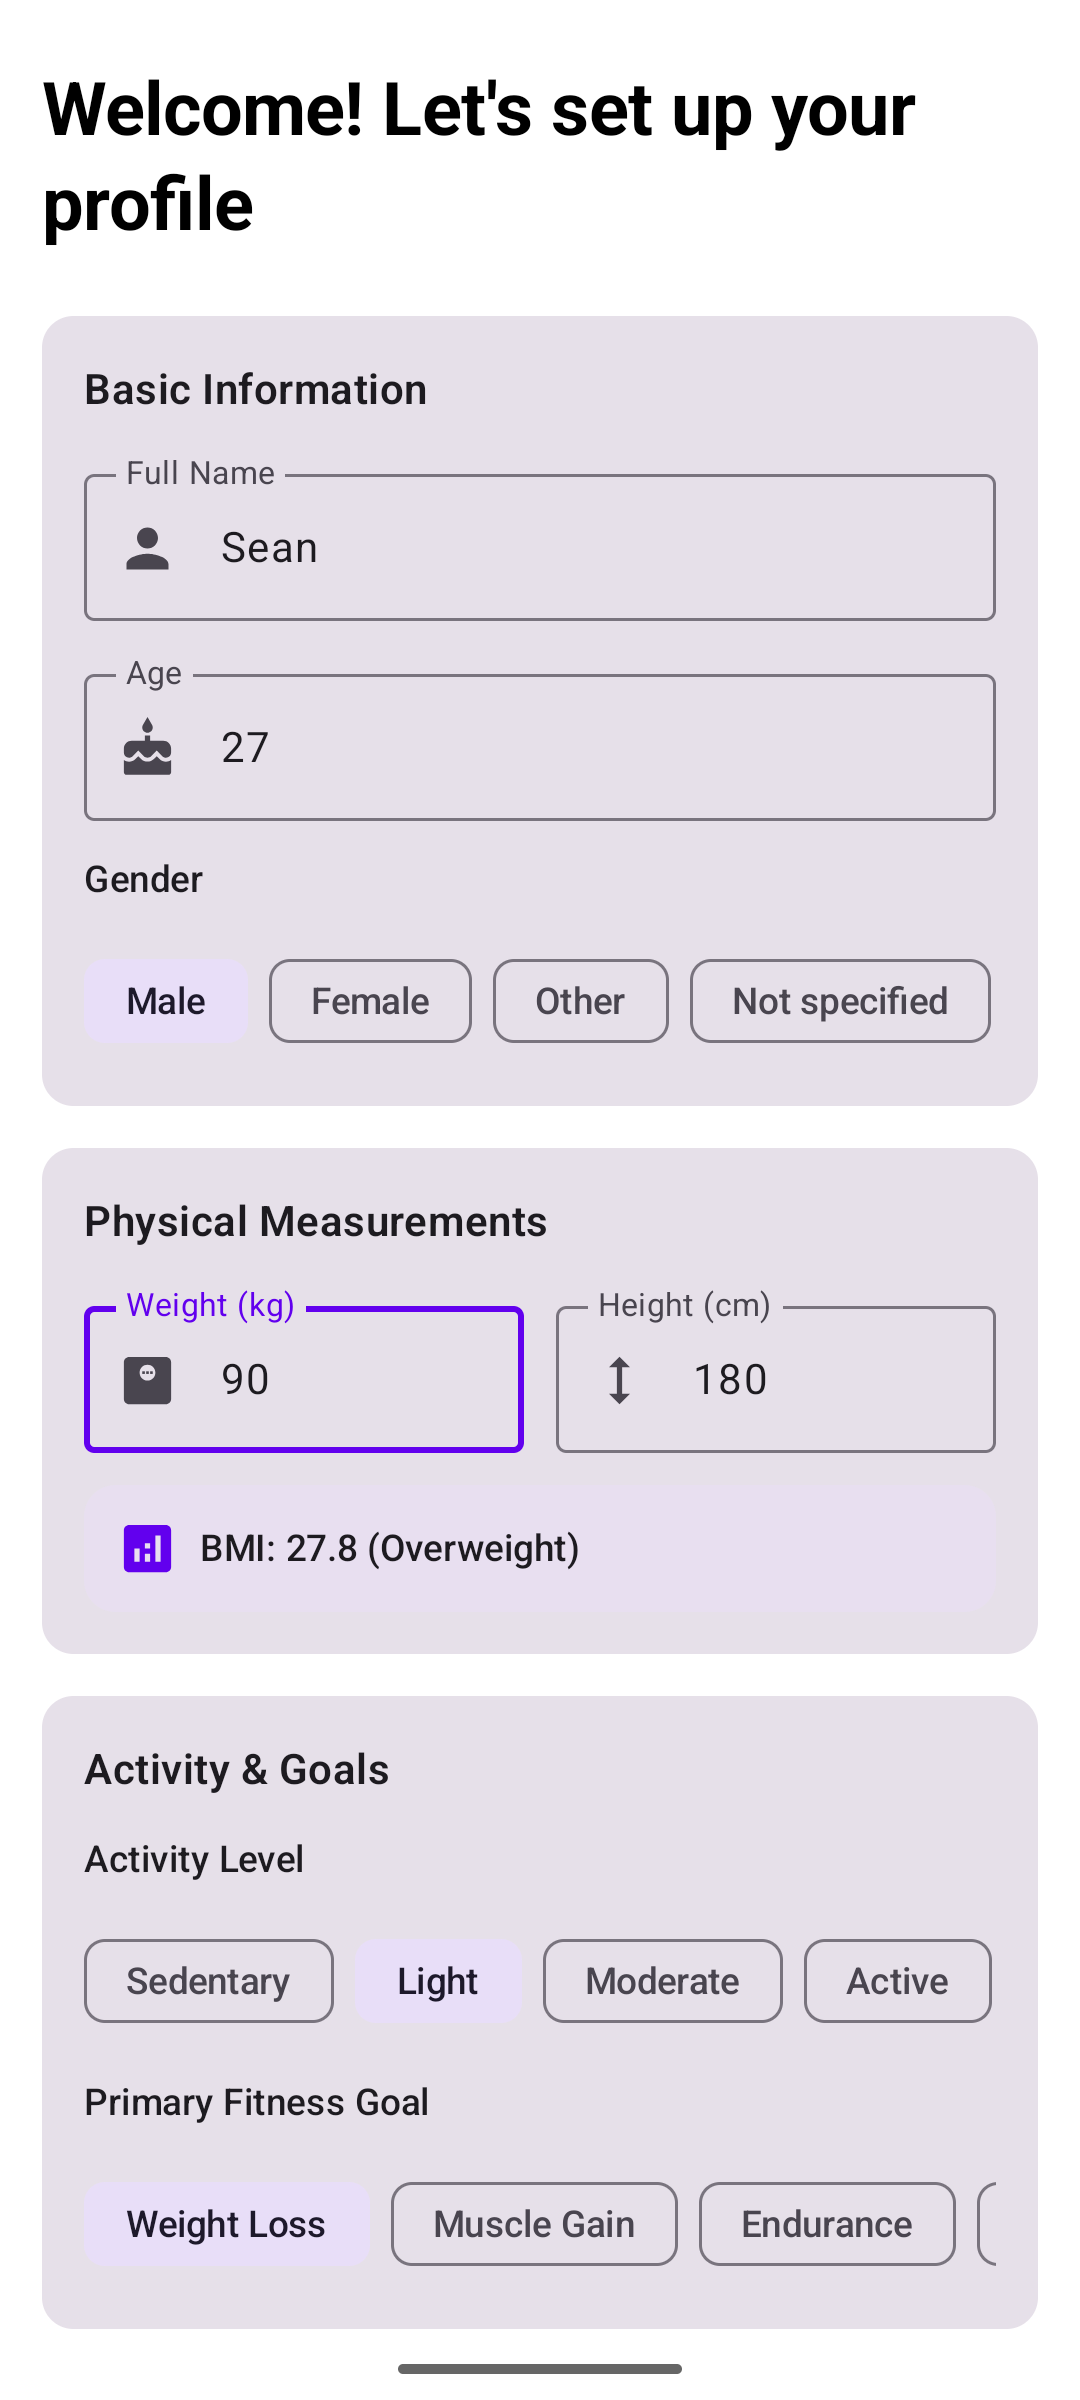 Welcome! Let's set up your
profile
Basic Information
Full Name
Sean
Age
27
Gender
Male Female Other Not specified
Physical Measurements
Weight (kg) Height (cm)
90 180
BMI: 27.8 (Overweight)
Activity & Goals
Activity Level
Sedentary Light Moderate Active
Primary Fitness Goal
Weight Loss Muscle Gain Endurance